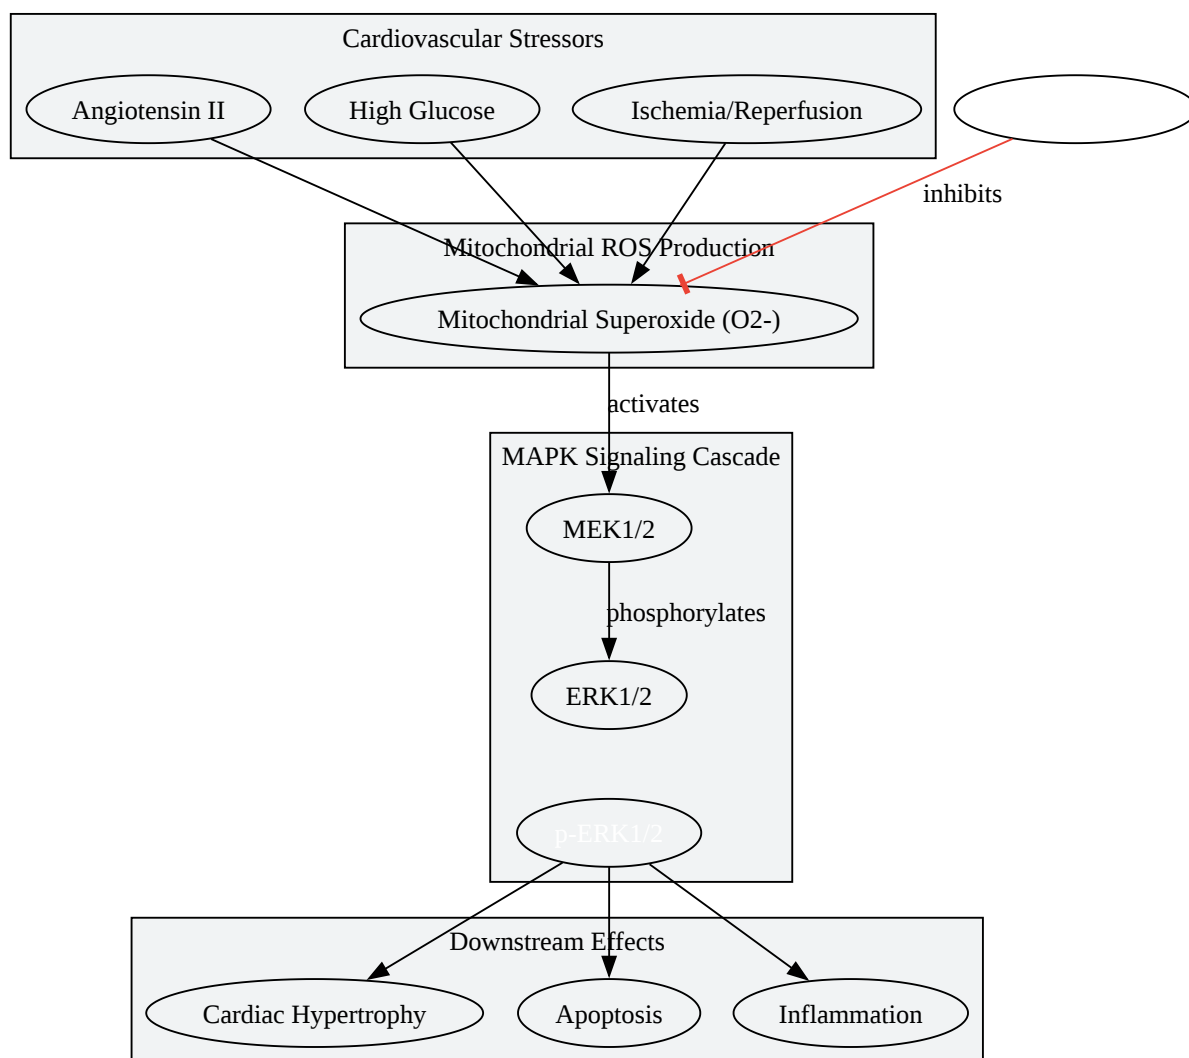 Cardiovascular Stressors
Angiotensin II
High Glucose
Ischemia/Reperfusion
inhibits
Mitochondrial ROS Production
Mitochondrial Superoxide (O2-)
activates
MAPK Signaling Cascade
MEK1/2
phosphorylates
ERK1/2
p-ERK1/2
Downstream Effects
Cardiac Hypertrophy
Apoptosis
Inflammation